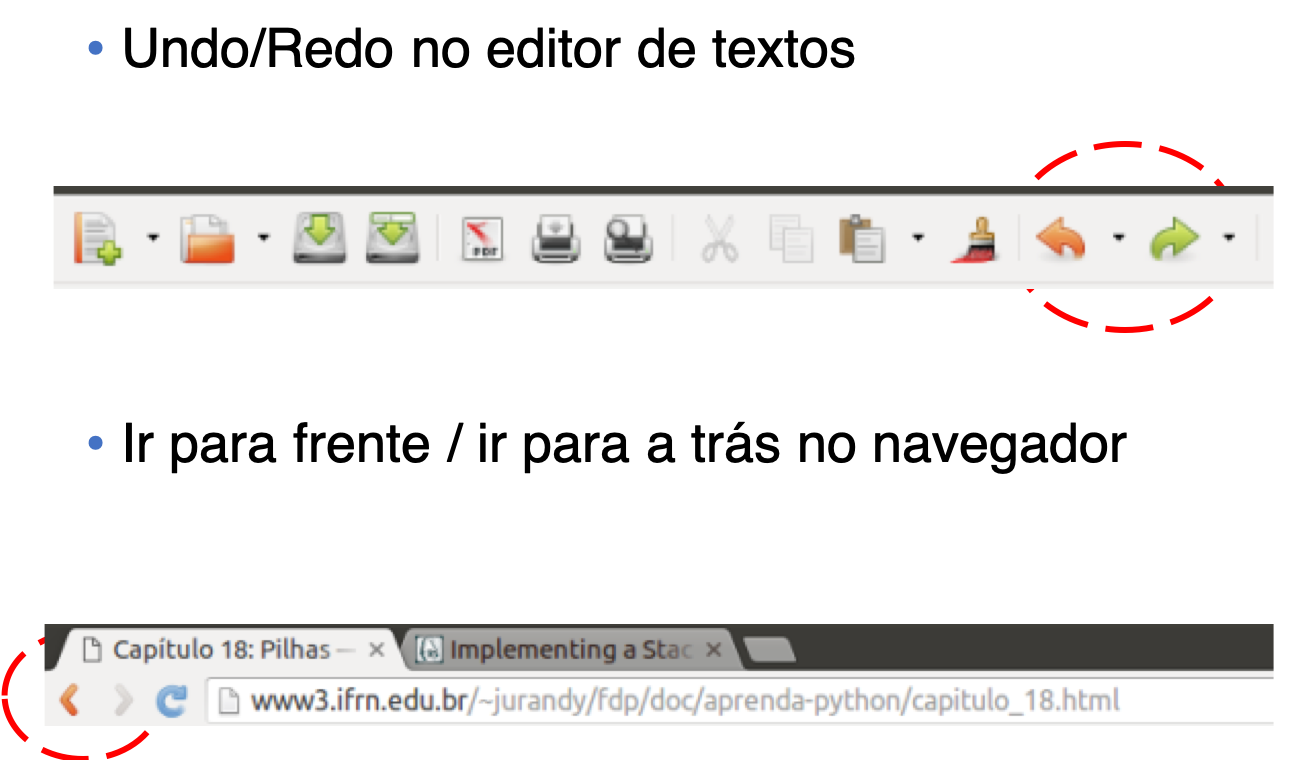 • Undo/Redo no editor de textos
PDF
• Ir para frente / ir para a trás no navegador
Capítulo 18: Pilhas — × Implementing a Stac ×
www3.ifrn.edu.br/~jurandy/fdp/doc/aprenda-python/capitulo_18.html